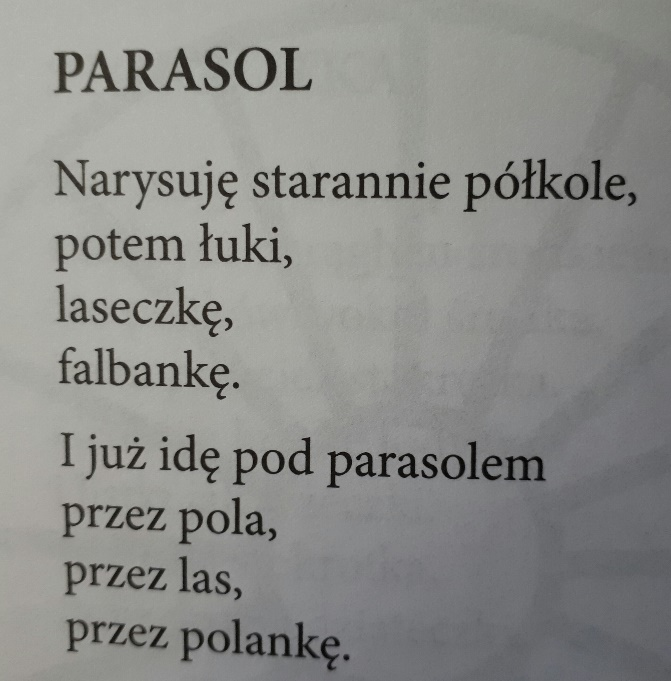 PARASOL
Narysuję starannie półkole,
potem łuki,
laseczkę,
falbankę.
I już idę pod parasolem
przez pola,
przez las,
przez polankę.